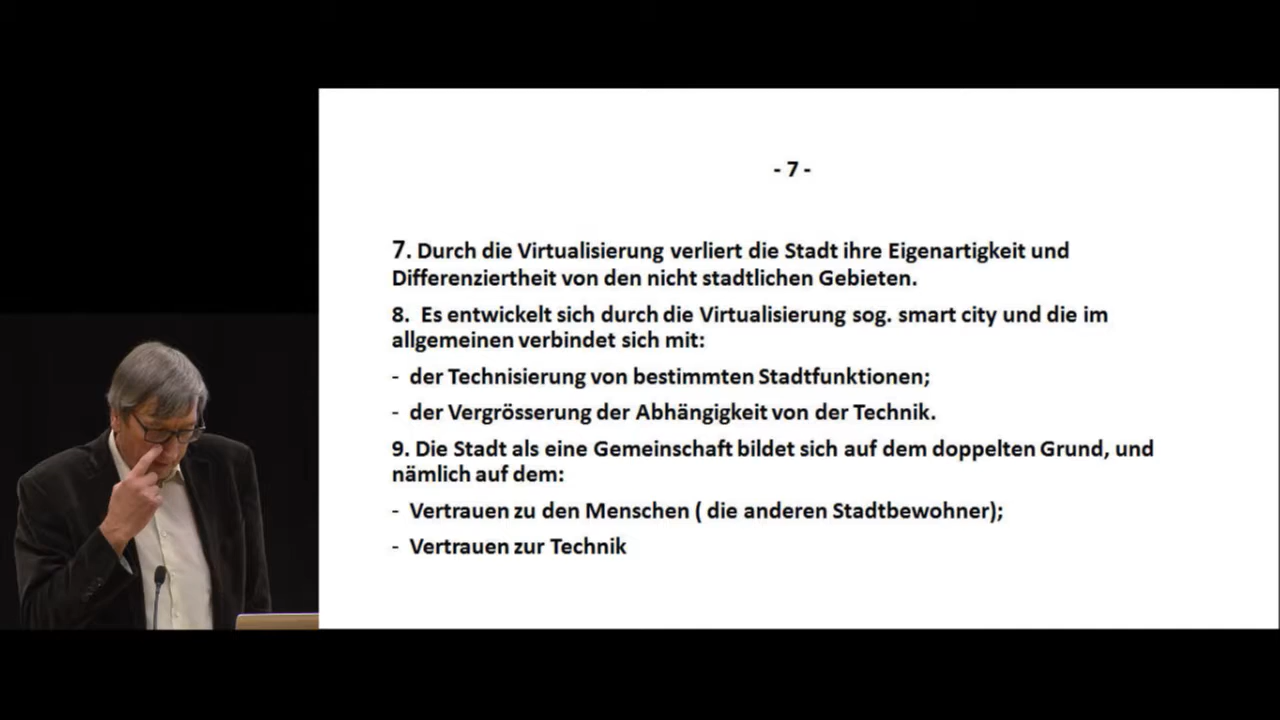 - 7 -
7. Durch die Virtualisierung verliert die Stadt ihre Eigenartigkeit und
Differenziertheit von den nicht stadtlichen Gebieten.
8. Es entwickelt sich durch die Virtualisierung sog. smart city und die im
allgemeinen verbindet sich mit:
- der Technisierung von bestimmten Stadtfunktionen;
- der Vergrösserung der Abhängigkeit von der Technik.
9. Die Stadt als eine Gemeinschaft bildet sich auf dem doppelten Grund, und
nämlich auf dem:
- Vertrauen zu den Menschen ( die anderen Stadtbewohner);
- Vertrauen zur Technik